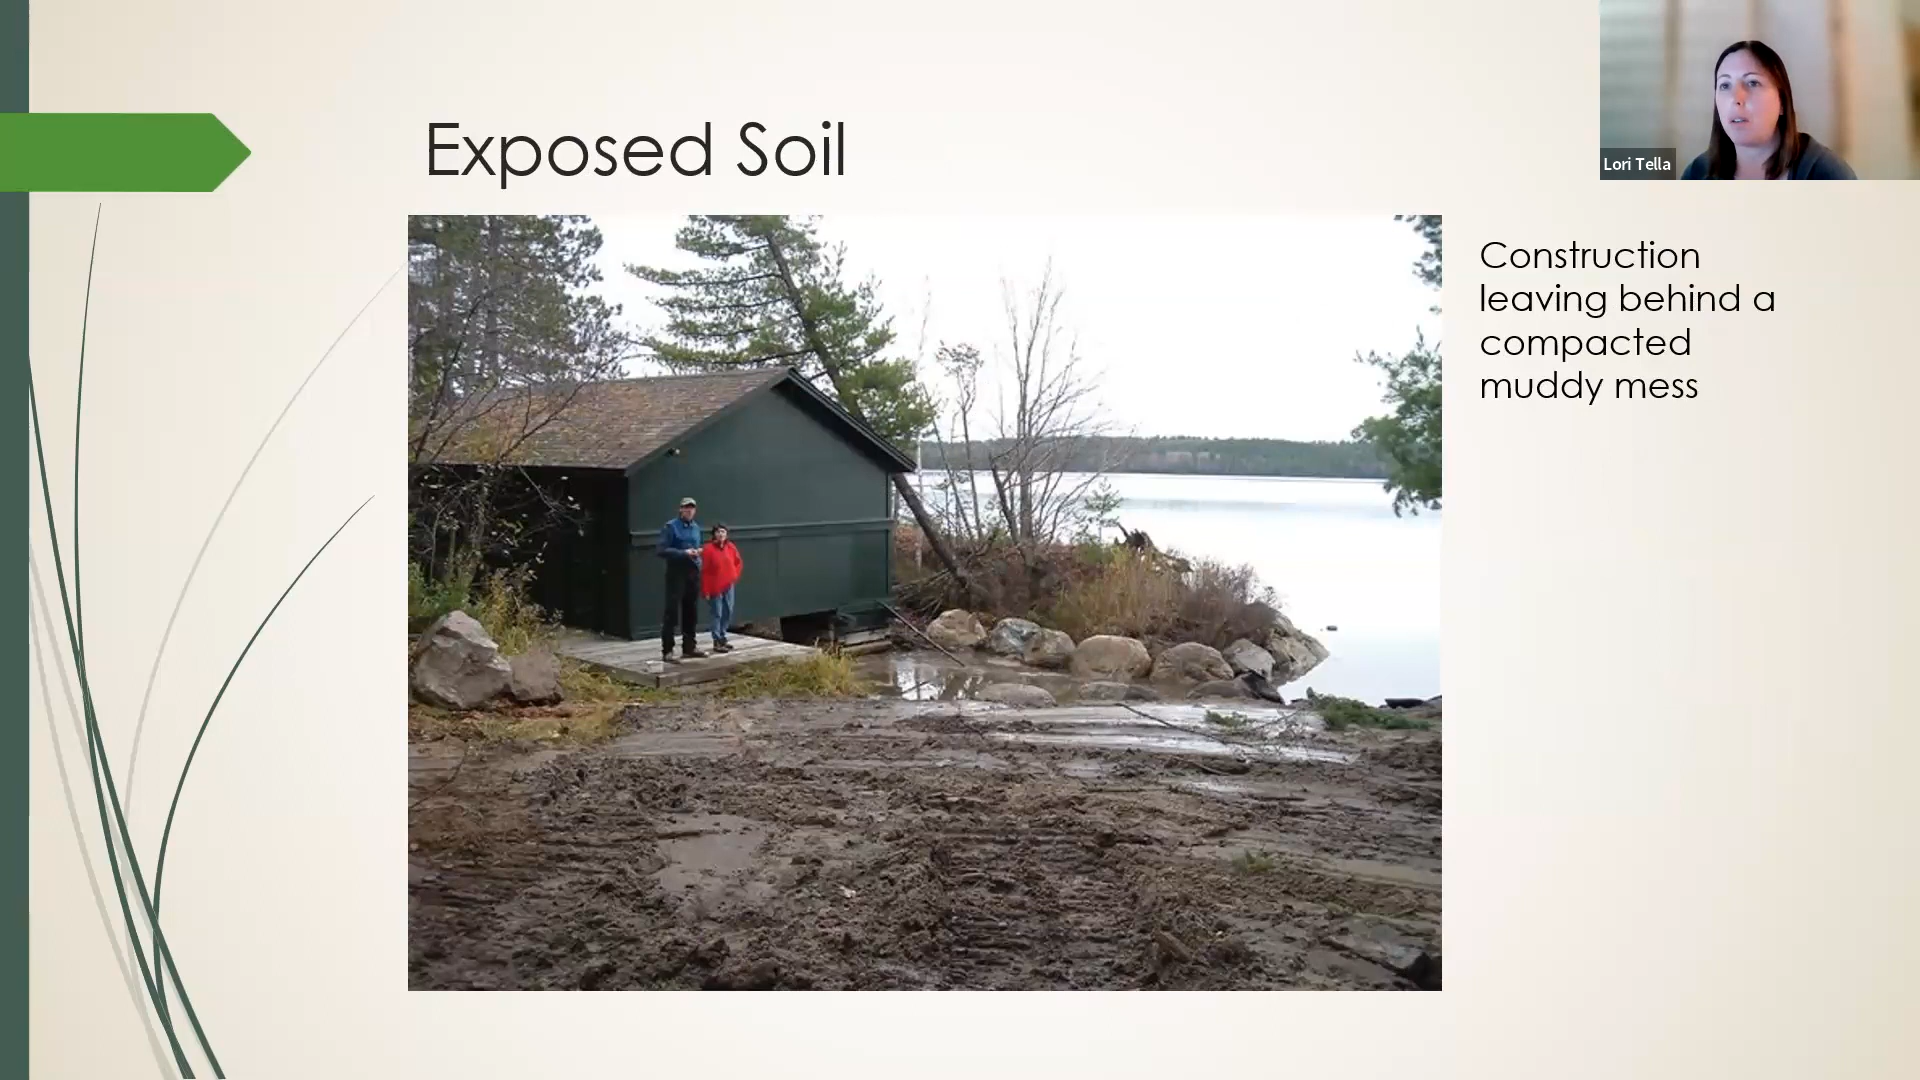 Exposed Soil
Lori Tella
Construction
leaving behind a
compacted
muddy mess